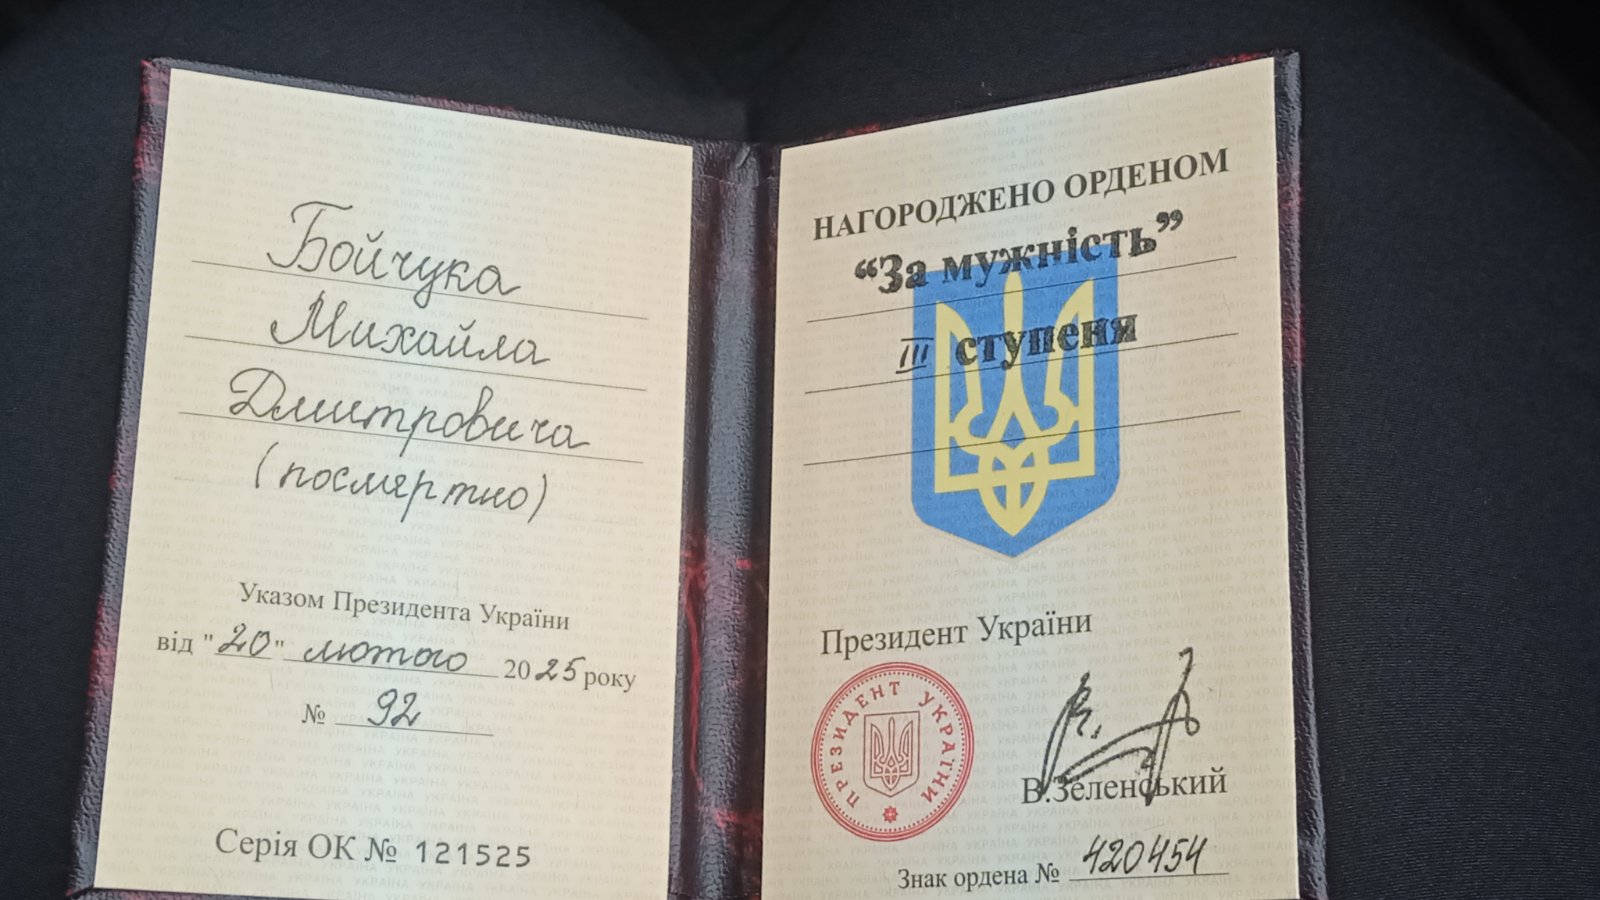 Бойчука
Михайла
Дмитровича
(посмертно)
Указом Президента України
від "20" лютого 2025 року
№ 92
Серія ОК № 121525
НАГОРОДЖЕНО ОРДЕНОМ
“За мужність”
III ступеня
Президент України
ПРЕЗИДЕНТ УКРАЇНИ
В.Зеленський
Знак ордена № 420454